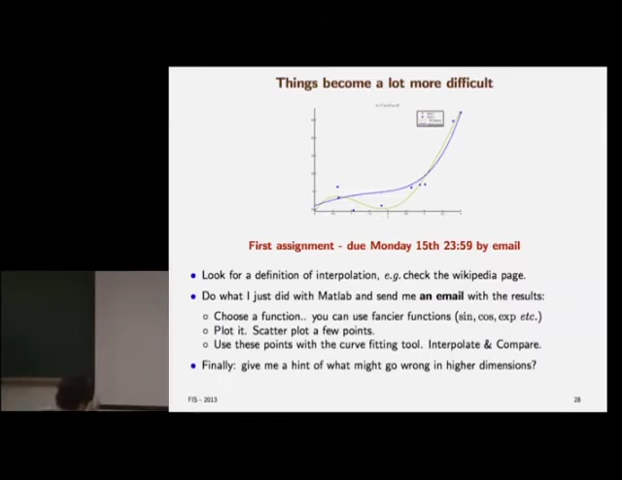 Things become a lot more difficult
First assignment - due Monday 15th 23:59 by email
• Look for a definition of interpolation, e.g. check the wikipedia page.
• Do what I just did with Matlab and send me an email with the results:
○ Choose a function.. you can use fancier functions (sin, cos, exp etc.)
○ Plot it. Scatter plot a few points.
○ Use these points with the curve fitting tool. Interpolate & Compare.
• Finally: give me a hint of what might go wrong in higher dimensions?
FIS - 2013
28